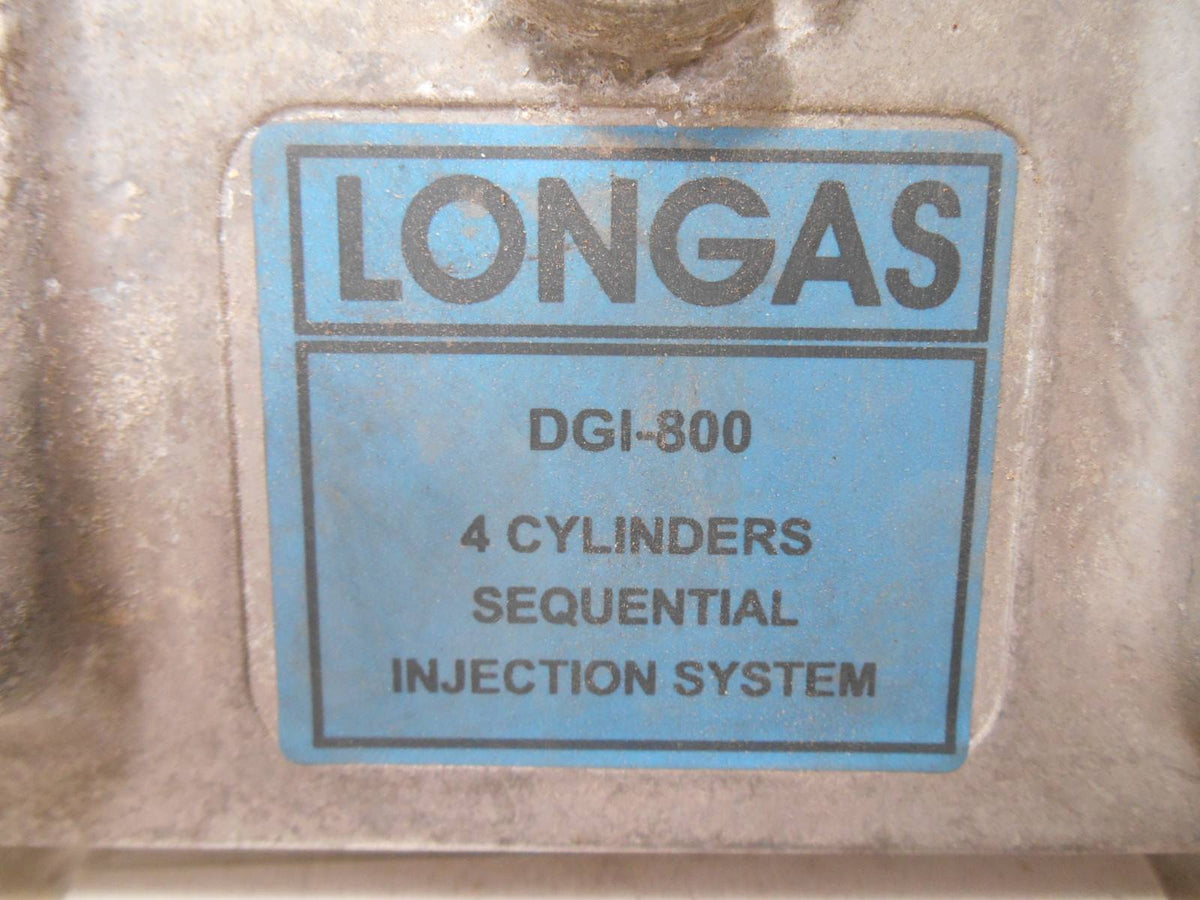 LONGAS
DGI-800
4 CYLINDERS
SEQUENTIAL
INJECTION SYSTEM